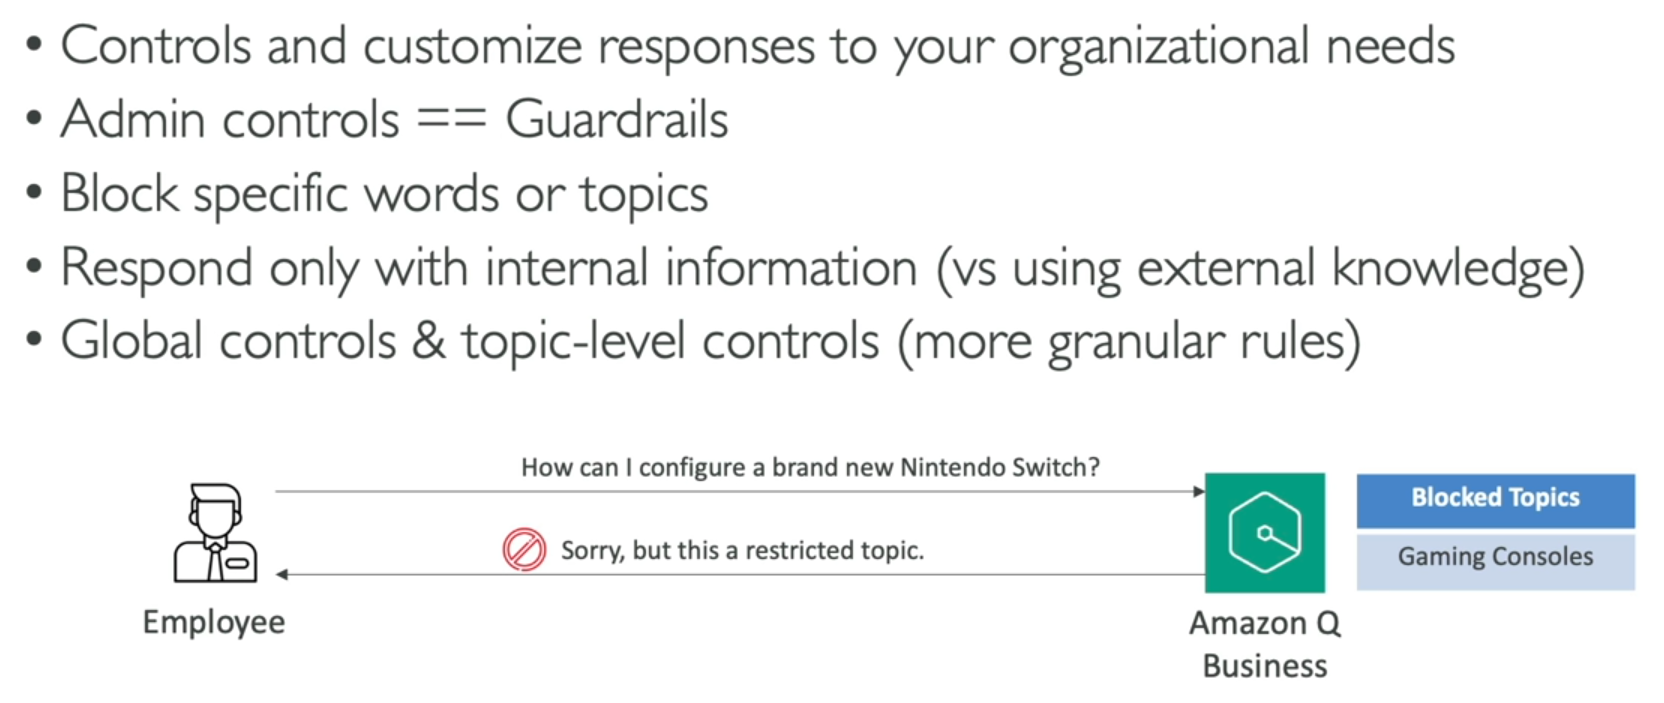 • Controls and customize responses to your organizational needs
• Admin controls == Guardrails
• Block specific words or topics
• Respond only with internal information (vs using external knowledge)
• Global controls & topic-level controls (more granular rules)
How can I configure a brand new Nintendo Switch?
Sorry, but this a restricted topic.
Employee
Amazon Q
Business
Blocked Topics
Gaming Consoles